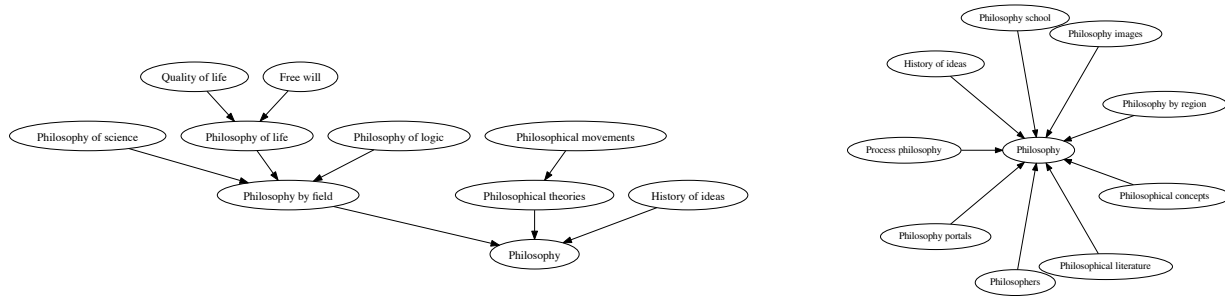 Quality of life
Free will
Philosophy of science
Philosophy of life
Philosophy of logic
Philosophical movements
Philosophy by field
Philosophical theories
History of ideas
Philosophy
Philosophy school
Philosophy images
History of ideas
Philosophy by region
Process philosophy
Philosophy
Philosophical concepts
Philosophy portals
Philosophical literature
Philosophers